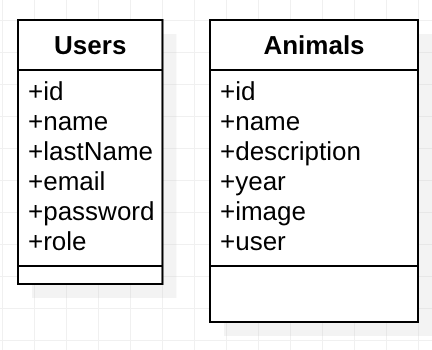 Users
+id
+name
+lastName
+email
+password
+role
Animals
+id
+name
+description
+year
+image
+user